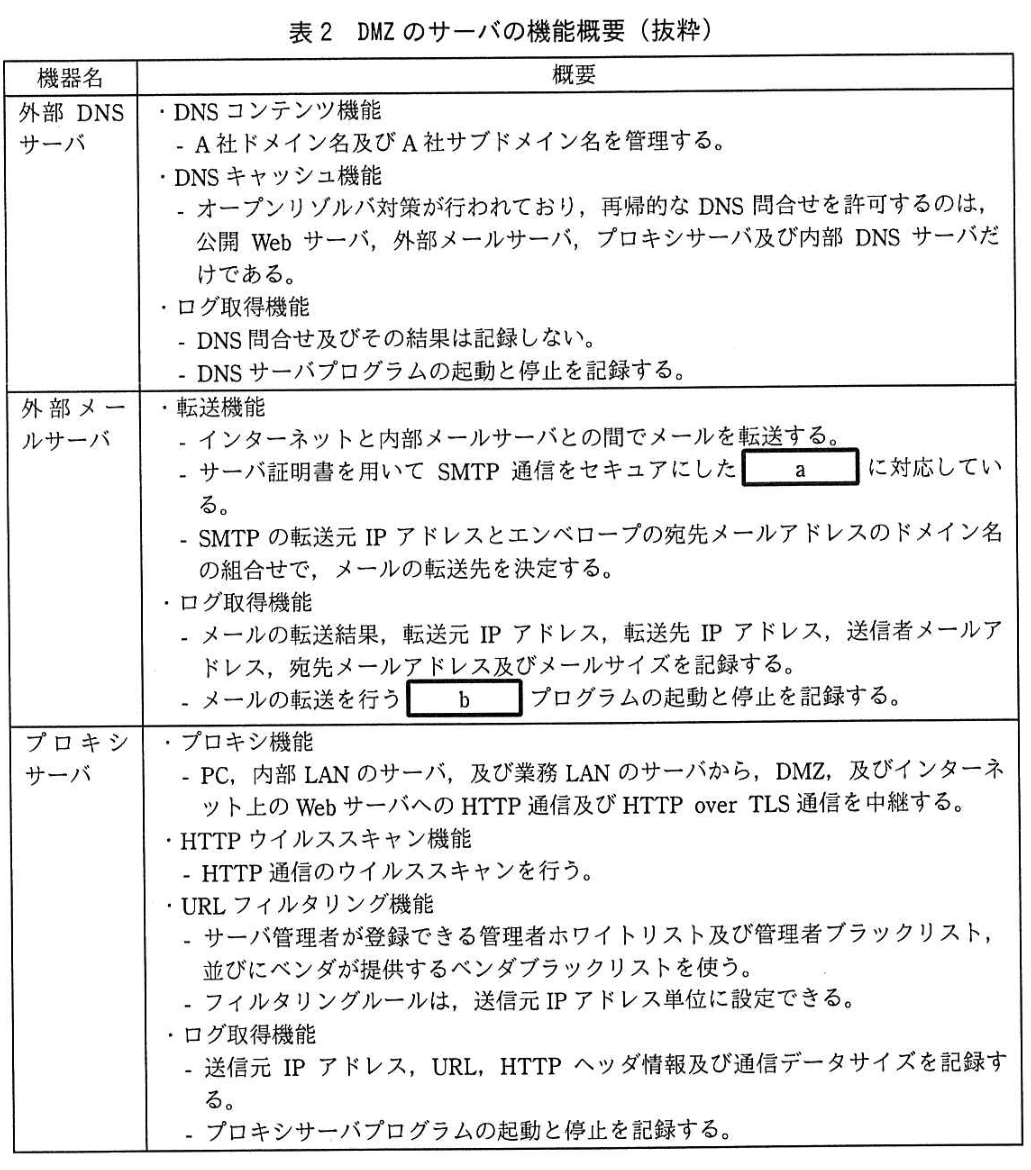 表2 DMZのサーバの機能概要（抜粋）
機器名 概要
外部 DNS サーバ
・DNS コンテンツ機能
- A 社ドメイン名及び A 社サブドメイン名を管理する。
・DNS キャッシュ機能
- オープンリゾルバ対策が行われており，再帰的な DNS 問合せを許可するのは，
公開 Web サーバ，外部メールサーバ，プロキシサーバ及び内部 DNS サーバだ
けである。
・ログ取得機能
- DNS 問合せ及びその結果は記録しない。
- DNS サーバプログラムの起動と停止を記録する。
外部メー
ルサーバ
・転送機能
- インターネットと内部メールサーバとの間でメールを転送する。
- サーバ証明書を用いて SMTP 通信をセキュアにした a に対応してい
る。
- SMTP の転送元 IP アドレスとエンベロープの宛先メールアドレスのドメイン名
の組合せで，メールの転送先を決定する。
・ログ取得機能
- メールの転送結果，転送元 IP アドレス，転送先 IP アドレス，送信者メールア
ドレス，宛先メールアドレス及びメールサイズを記録する。
- メールの転送を行う b プログラムの起動と停止を記録する。
プロキシ
サーバ
・プロキシ機能
- PC，内部 LAN のサーバ，及び業務 LAN のサーバから，DMZ，及びインターネ
ット上の Web サーバへの HTTP 通信及び HTTP over TLS 通信を中継する。
・HTTP ウイルススキャン機能
- HTTP 通信のウイルススキャンを行う。
・URL フィルタリング機能
- サーバ管理者が登録できる管理者ホワイトリスト及び管理者ブラックリスト，
並びにベンダが提供するベンダブラックリストを使う。
- フィルタリングルールは，送信元 IP アドレス単位に設定できる。
・ログ取得機能
- 送信元 IP アドレス，URL，HTTP ヘッダ情報及び通信データサイズを記録す
る。
- プロキシサーバプログラムの起動と停止を記録する。